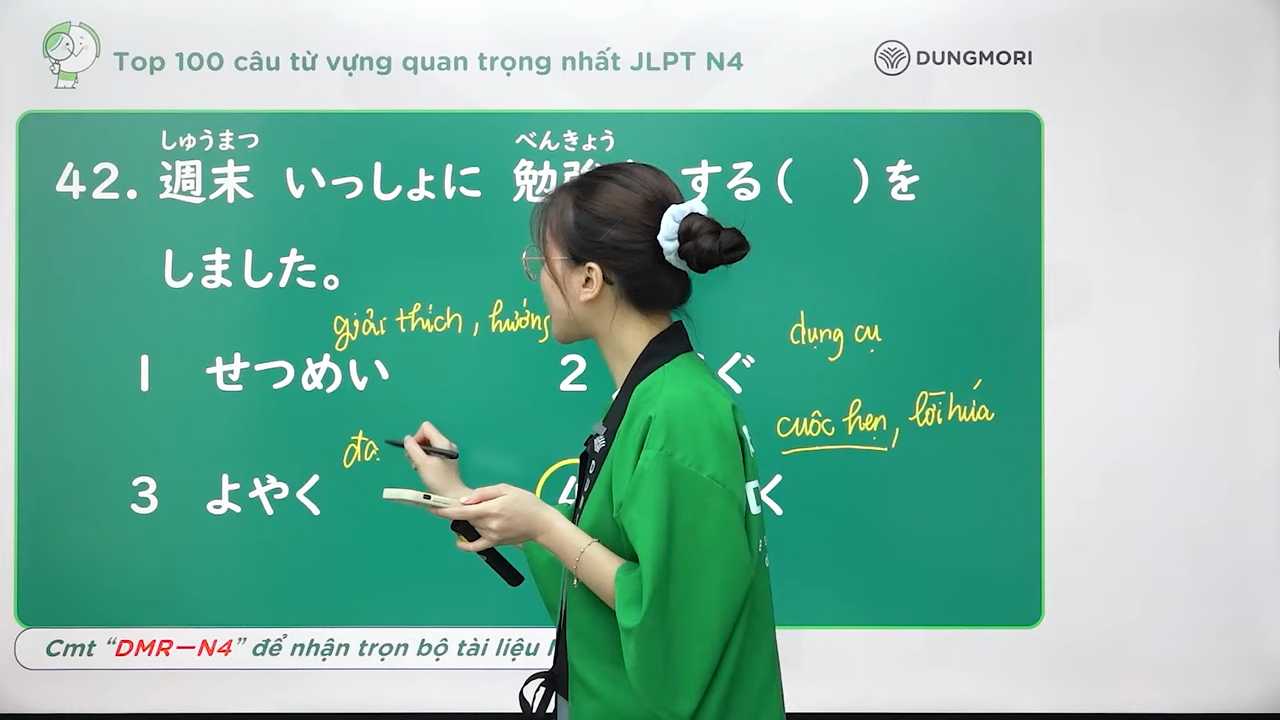 Top 100 câu từ vựng quan trọng nhất JLPT N4
DUNGMORI
しゅうまつ べんきょう
42. 週末 いっしょに 勉 する( )を
しました。
giải thích, hướng
dụng cụ
1 せつめい
2 ぐ
cuộc hẹn, lời hứa
đặ
3 よやく
4 く
Cmt “DMR—N4” để nhận trọn bộ tài liệu